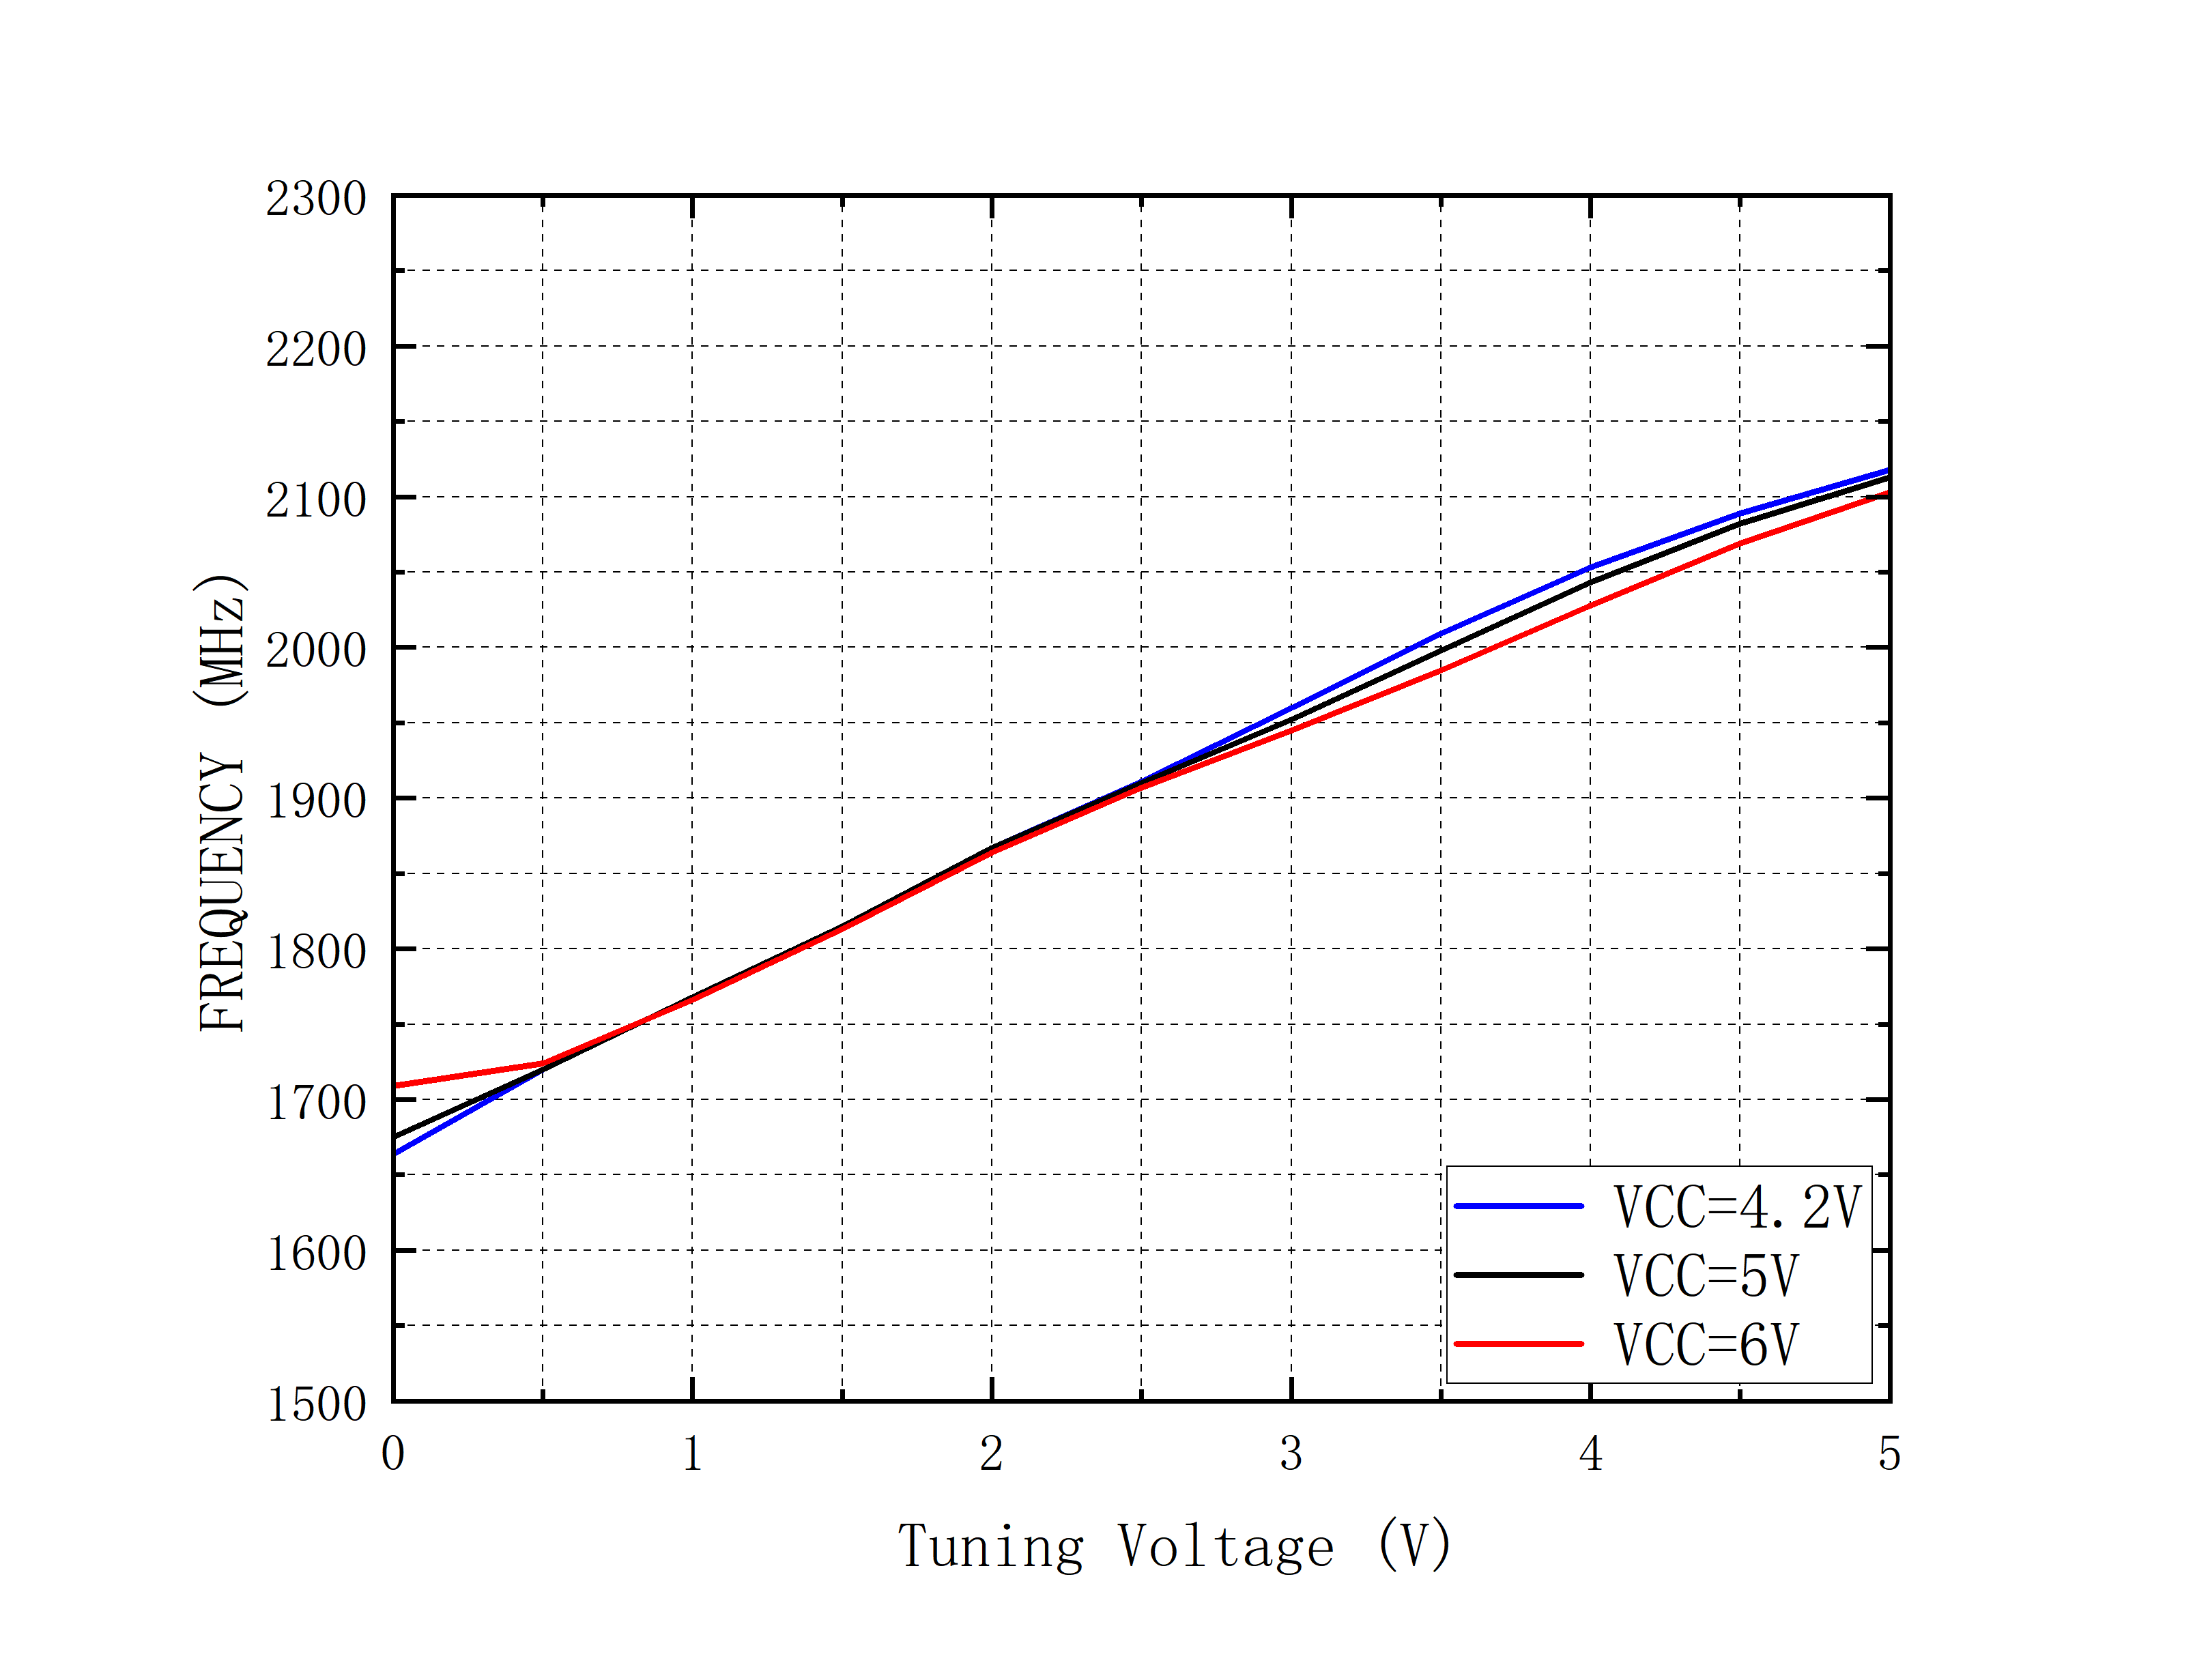 2300
2200
2100
2000
1900
1800
1700
1600
1500
FREQUENCY (MHz)
VCC=4.2V
VCC=5V
VCC=6V
0 1 2 3 4 5
Tuning Voltage (V)